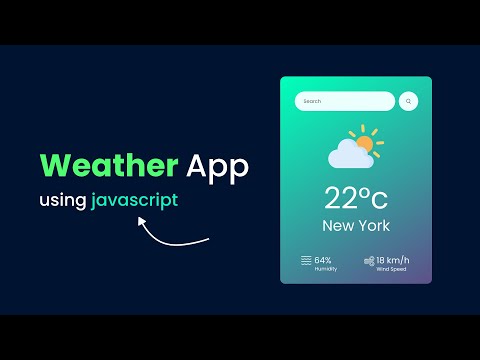 Weather App
using javascript
Search
22°c
New York
64%
Humidity
18 km/h
Wind Speed